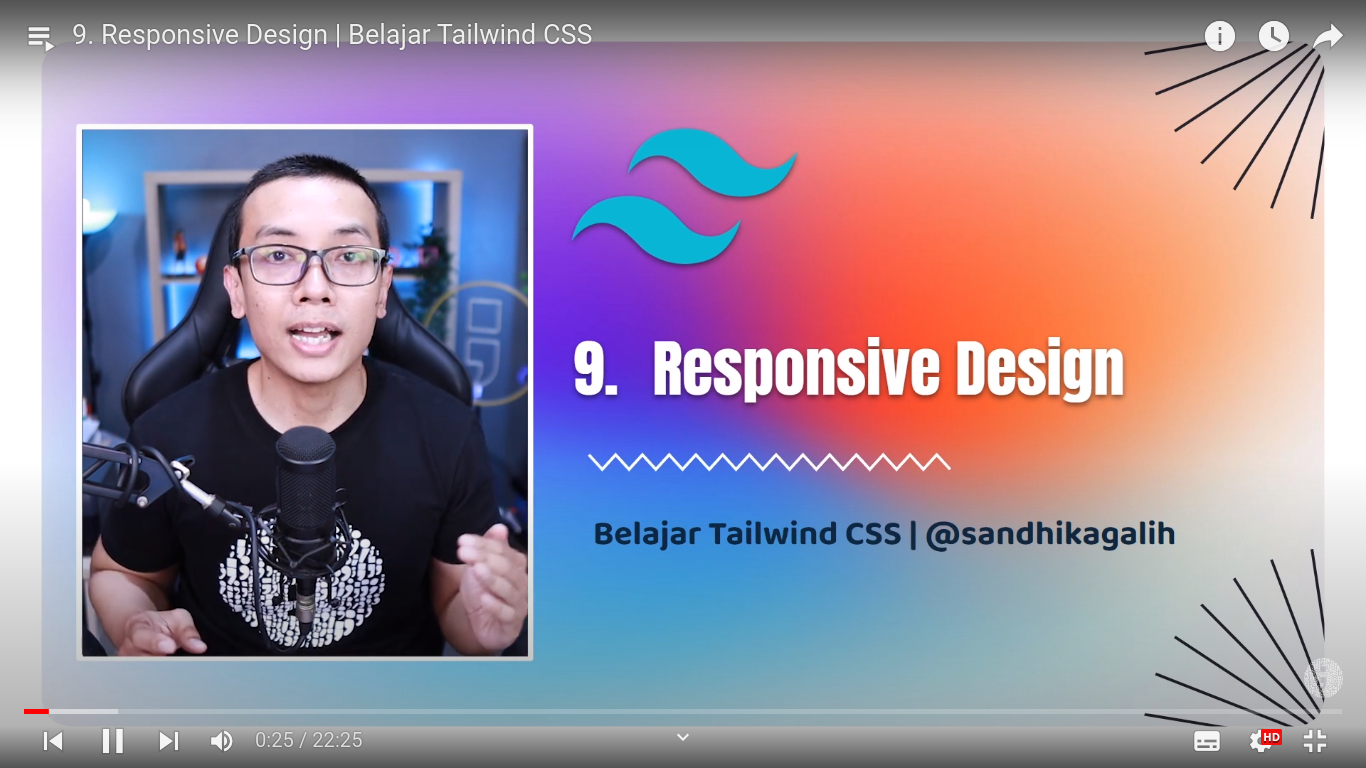 9. Responsive Design | Belajar Tailwind CSS
9. Responsive Design
Belajar Tailwind CSS | @sandhikagalih
0:25 / 22:25
HD